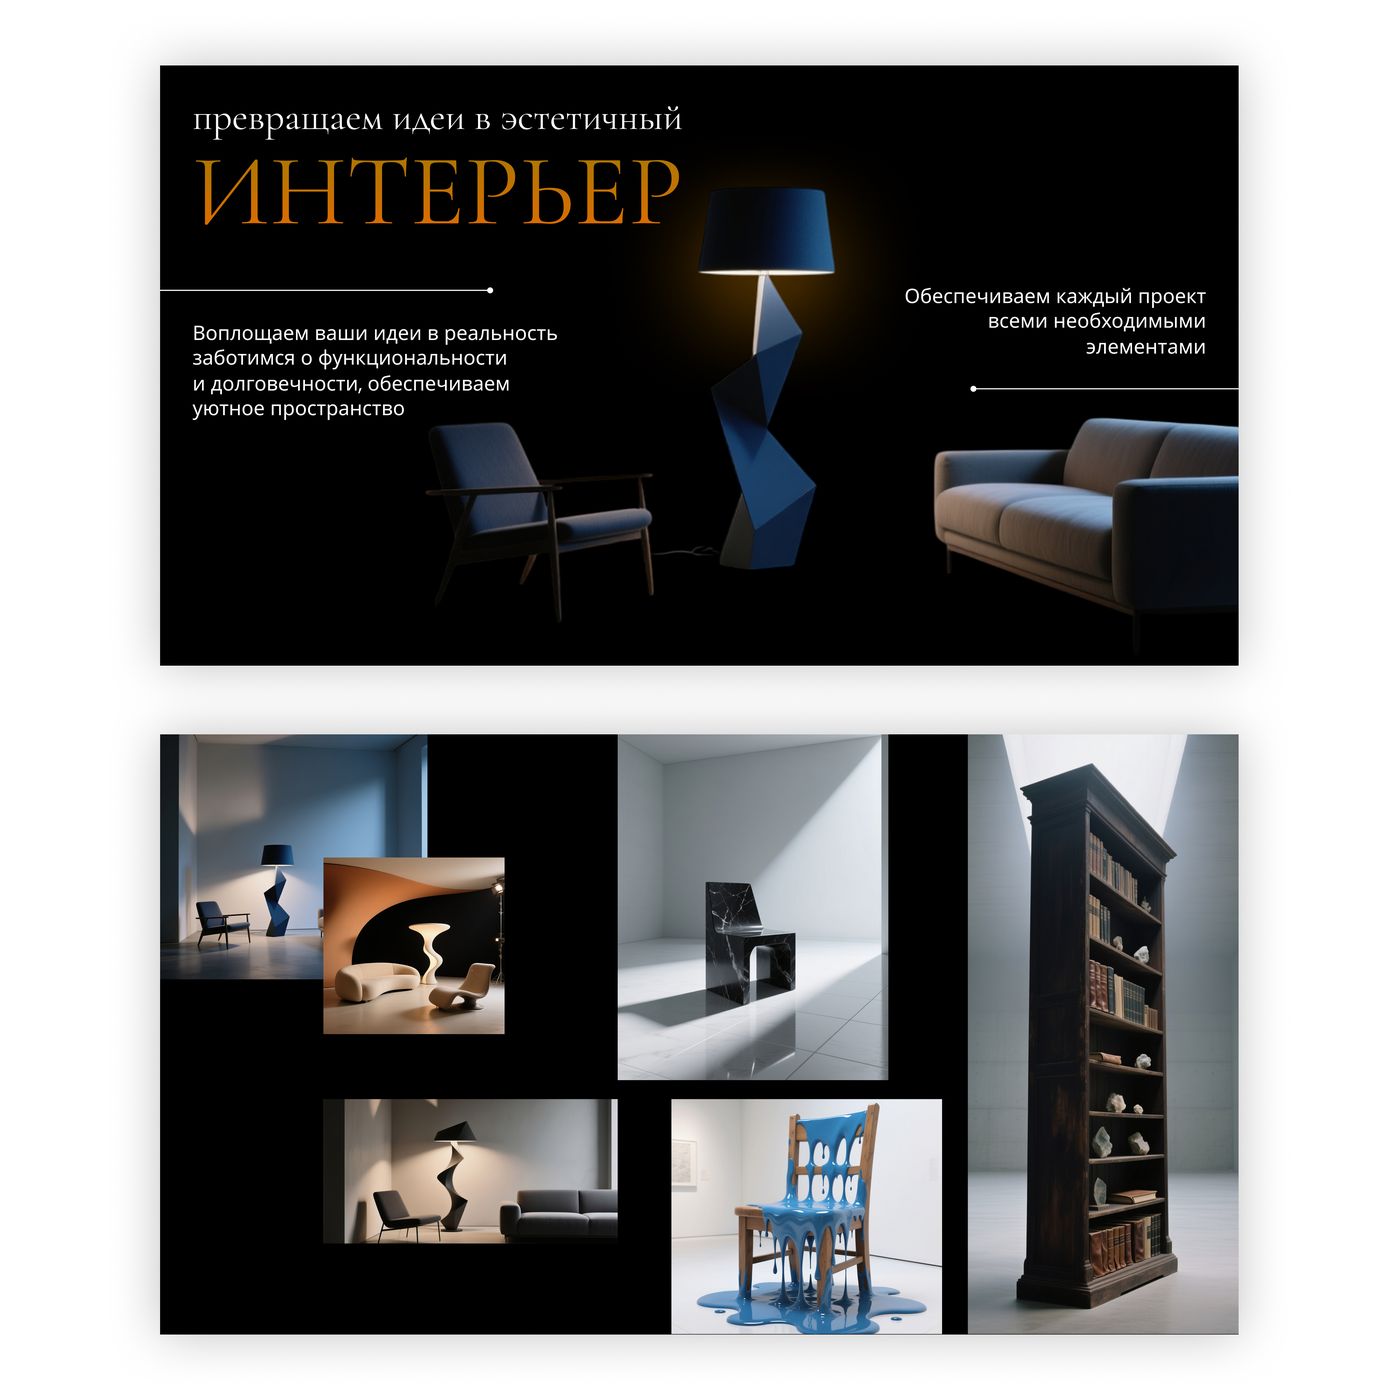 превращаем идеи в эстетичный
ИНТЕРЬЕР
Воплощаем ваши идеи в реальность
заботимся о функциональности
и долговечности, обеспечиваем
уютное пространство
Обеспечиваем каждый проект
всеми необходимыми
элементами